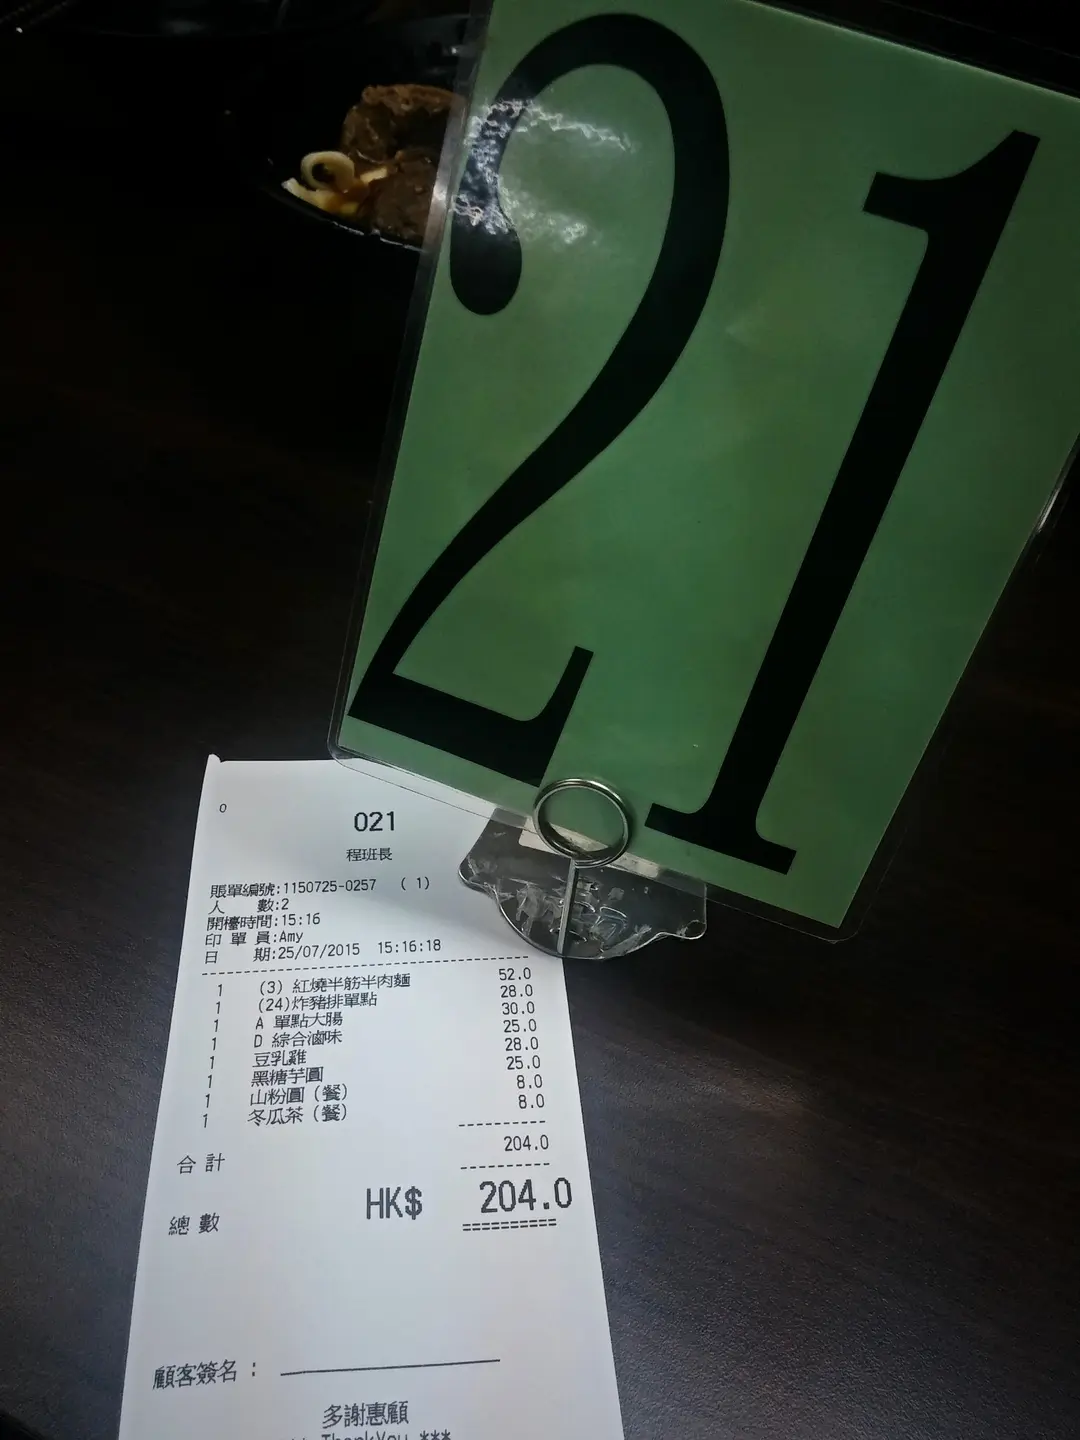 21
0
021
程班長
賬單編號:1150725-0257 ( 1)
人 數:2
開檯時間:15:16
印 單 員:Amy
日 期:25/07/2015 15:16:18
1 (3) 紅燒半筋半肉麵 52.0
1 (24)炸豬排單點 28.0
1 A 單點大腸 30.0
1 D 綜合滷味 25.0
1 豆乳雞 28.0
1 黑糖芋圓 25.0
1 山粉圓（餐） 8.0
1 冬瓜茶（餐） 8.0
合 計 204.0
總 數 HK$ 204.0
顧客簽名 :
多謝惠顧
ThankYou ***